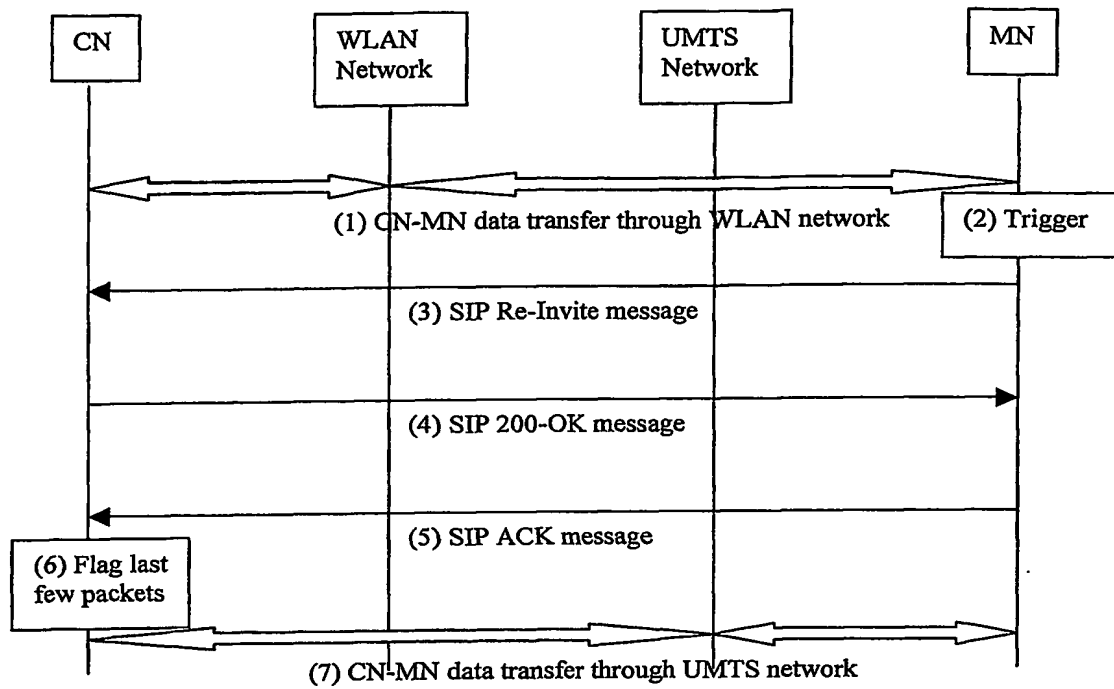 CN
WLAN
Network
UMTS
Network
MN
(1) CN-MN data transfer through WLAN network
(2) Trigger
(3) SIP Re-Invite message
(4) SIP 200-OK message
(5) SIP ACK message
(6) Flag last
few packets
(7) CN-MN data transfer through UMTS network